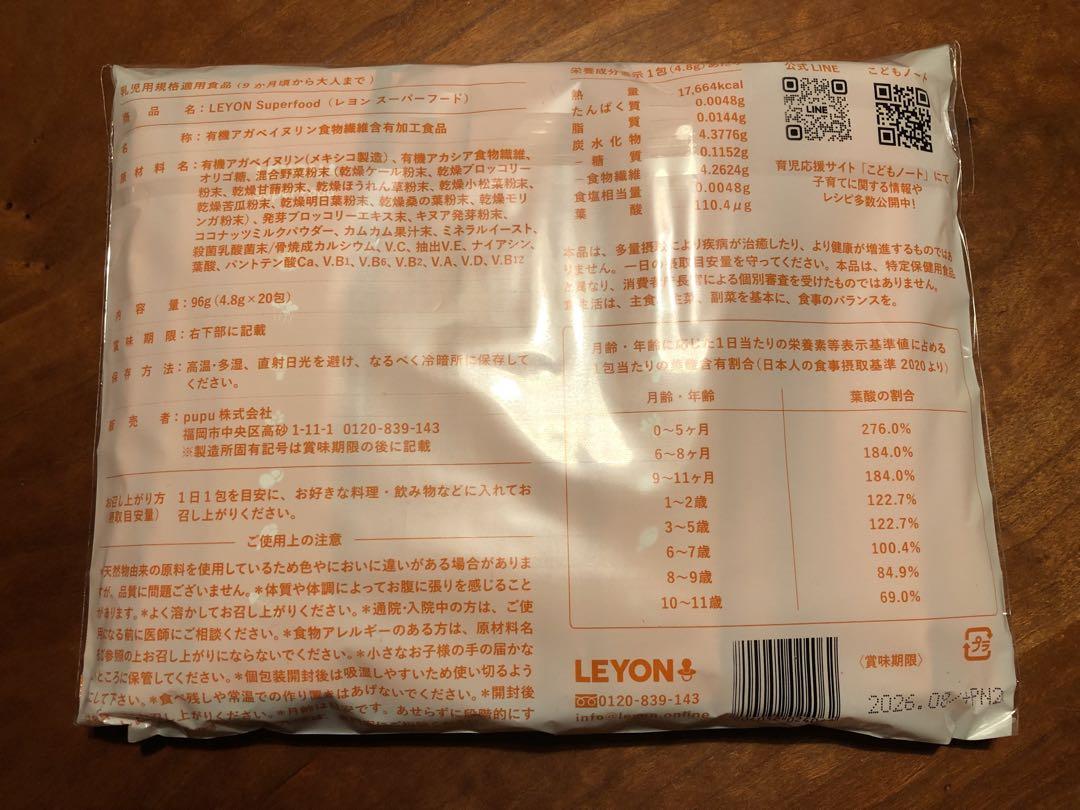 乳児用規格適用食品（9か月頃から大人まで）
商品名：LEYON Superfood（レヨン スーパーフード）
名称：有機アガベイヌリン食物繊維含有加工食品
原材料名：有機アガベイヌリン(メキシコ製造)、有機アカシア食物繊維、
オリゴ糖、混合野菜粉末(乾燥ケール粉末、乾燥ブロッコリー
粉末、乾燥甘藷粉末、乾燥ほうれん草粉末、乾燥小松菜粉末、
乾燥苦瓜粉末、乾燥明日葉粉末、乾燥桑の葉粉末、乾燥モリ
ンガ粉末)、発芽ブロッコリーエキス末、キヌア発芽粉末、
ココナッツミルクパウダー、カムカム果汁末、ミネラルイースト、
殺菌乳酸菌末/骨焼成カルシウム、V.C、抽出V.E、ナイアシン、
葉酸、パントテン酸Ca、V.B1、V.B6、V.B2、V.A、V.D、V.B12
内容量：96g(4.8g×20包)
賞味期限：右下部に記載
保存方法：高温・多湿、直射日光を避け、なるべく冷暗所に保存して
ください。
販売者：pupu株式会社
福岡市中央区高砂1-11-1 0120-839-143
※製造所固有記号は賞味期限の後に記載
お召し上がり方 1日1包を目安に、お好きな料理・飲み物などに入れてお
(摂取目安量) 召し上がりください。
ご使用上の注意
*天然物由来の原料を使用しているため色やにおいに違いがある場合がありま
すが、品質に問題ございません。*体質や体調によってお腹に張りを感じること
があります。*よく溶かしてお召し上がりください。*通院・入院中の方は、ご使
用になる前に医師にご相談ください。*食物アレルギーのある方は、原材料名
参照の上お召し上がりにならないでください。*小さなお子様の手の届かな
いところに保管してください。*個包装開封後は吸湿しやすいため使い切るよう
にして下さい。*食べ残しや常温での作り置きはあげないでください。*開封後
召し上がりください。*月齢は目安です。あせらずに段階的にす
栄養成分表示1包(4.8g)あたり
熱量 17,664kcal
たんぱく質 0.0048g
脂質 0.0144g
炭水化物 4.3776g
－糖質 0.1152g
－食物繊維 4.2624g
食塩相当量 0.0048g
葉酸 110.4μg
公式LINE こどもノート
LINE
育児応援サイト「こどもノート」にて
子育てに関する情報や
レシピ多数公開中！
本品は、多量摂取により疾病が治癒したり、より健康が増進するものではあ
りません。一日の摂取目安量を守ってください。本品は、特定保健用食品
と異なり、消費者庁長官による個別審査を受けたものではありません。
食生活は、主食、主菜、副菜を基本に、食事のバランスを。
月齢・年齢に応じた1日当たりの栄養素等表示基準値に占める
1包当たりの葉酸含有割合(日本人の食事摂取基準 2020より)
月齢・年齢 葉酸の割合
0～5ヶ月 276.0%
6～8ヶ月 184.0%
9～11ヶ月 184.0%
1～2歳 122.7%
3～5歳 122.7%
6～7歳 100.4%
8～9歳 84.9%
10～11歳 69.0%
LEYON
0120-839-143
info@leyon.online
〈賞味期限〉
プラ
2026.08 +PN2